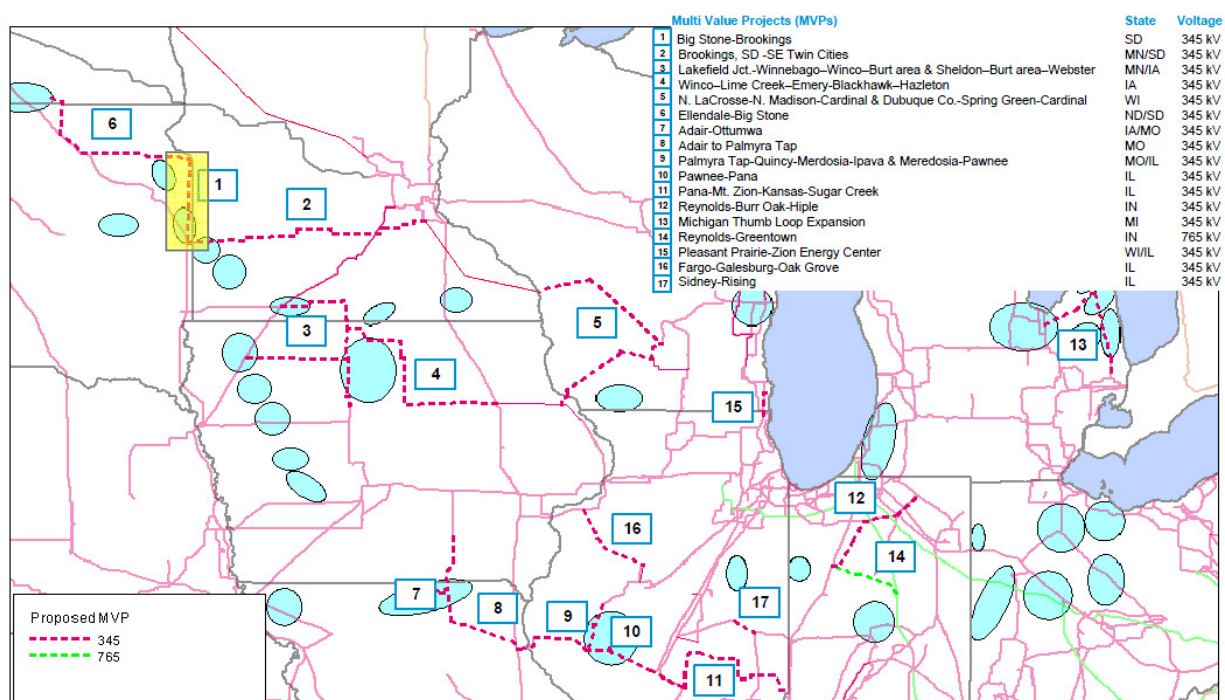 Multi Value Projects (MVPs) State Voltage
1 Big Stone-Brookings SD 345 kV
2 Brookings, SD -SE Twin Cities MN/SD 345 kV
3 Lakefield Jct.-Winnebago–Winco–Burt area & Sheldon–Burt area–Webster MN/IA 345 kV
4 Winco–Lime Creek–Emery-Blackhawk–Hazleton IA 345 kV
5 N. LaCrosse-N. Madison-Cardinal & Dubuque Co.-Spring Green-Cardinal WI 345 kV
6 Ellendale-Big Stone ND/SD 345 kV
7 Adair-Ottumwa IA/MO 345 kV
8 Adair to Palmyra Tap MO 345 kV
9 Palmyra Tap-Quincy-Merdosia-Ipava & Meredosia-Pawnee MO/IL 345 kV
10 Pawnee-Pana IL 345 kV
11 Pana-Mt. Zion-Kansas-Sugar Creek IL 345 kV
12 Reynolds-Burr Oak-Hiple IN 345 kV
13 Michigan Thumb Loop Expansion MI 345 kV
14 Reynolds-Greentown IN 765 kV
15 Pleasant Prairie-Zion Energy Center WI/IL 345 kV
16 Fargo-Galesburg-Oak Grove IL 345 kV
17 Sidney-Rising IL 345 kV
6
1
2
3
5
13
4
15
12
16
14
7
8
9
10
17
11
Proposed MVP
345
765